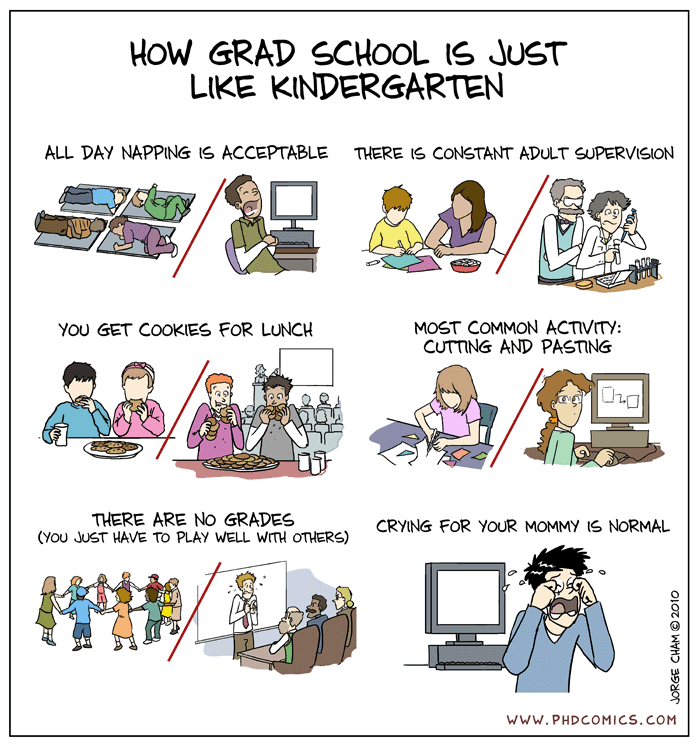 HOW GRAD SCHOOL IS JUST
LIKE KINDERGARTEN
ALL DAY NAPPING IS ACCEPTABLE
THERE IS CONSTANT ADULT SUPERVISION
YOU GET COOKIES FOR LUNCH
MOST COMMON ACTIVITY:
CUTTING AND PASTING
THERE ARE NO GRADES
(YOU JUST HAVE TO PLAY WELL WITH OTHERS)
CRYING FOR YOUR MOMMY IS NORMAL
JORGE CHAM © 2010
WWW.PHDCOMICS.COM